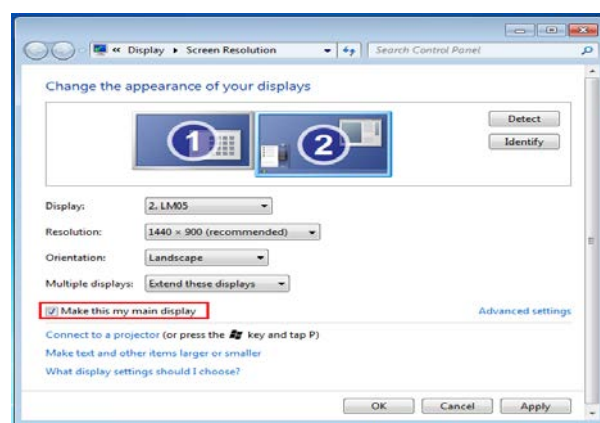 « Display ▸ Screen Resolution Search Control Panel
Change the appearance of your displays
1 2
Detect
Identify
Display: 2. LM05
Resolution: 1440 × 900 (recommended)
Orientation: Landscape
Multiple displays: Extend these displays
Make this my main display
Advanced settings
Connect to a projector (or press the key and tap P)
Make text and other items larger or smaller
What display settings should I choose?
OK Cancel Apply